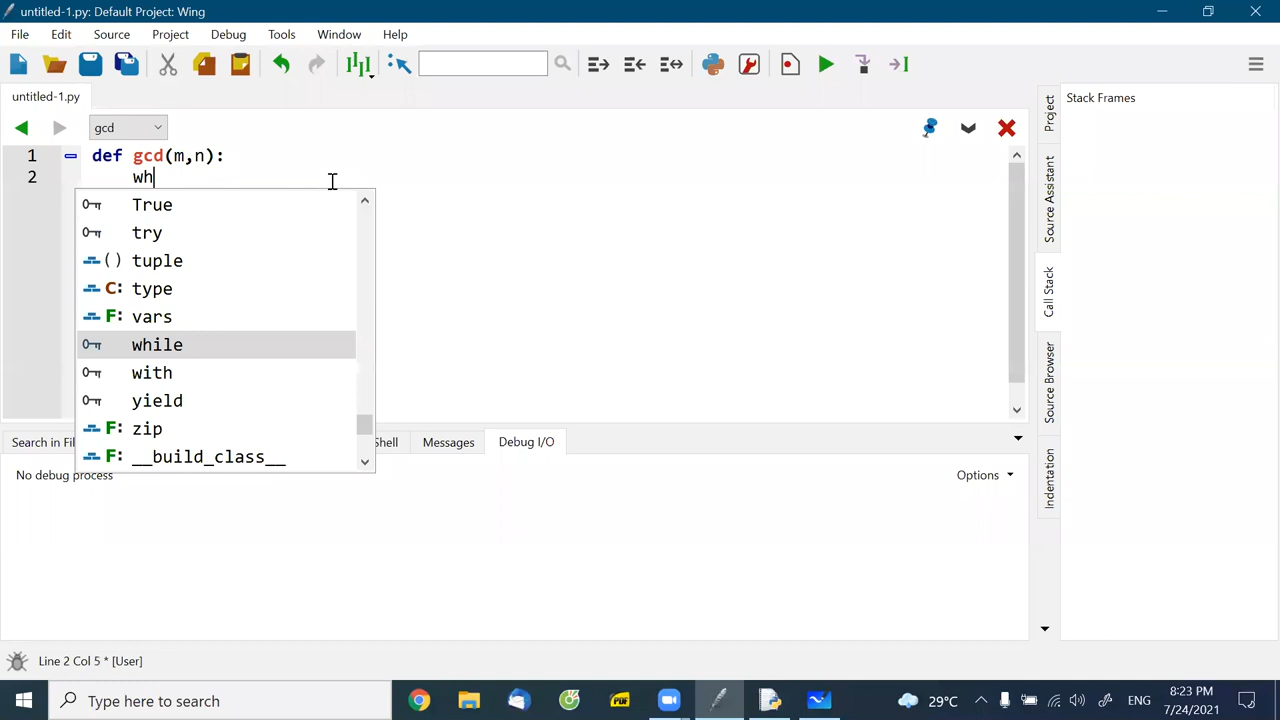 untitled-1.py: Default Project: Wing
File Edit Source Project Debug Tools Window Help
untitled-1.py
gcd
1 def gcd(m,n):
2 wh
True
try
() tuple
C: type
F: vars
while
with
yield
F: zip
F: __build_class__
Search in Fil
Shell
Messages
Debug I/O
No debug process
Options
Stack Frames
Project
Source Assistant
Call Stack
Source Browser
Indentation
Line 2 Col 5 * [User]
Type here to search
PDF
29°C
ENG
8:23 PM
7/24/2021